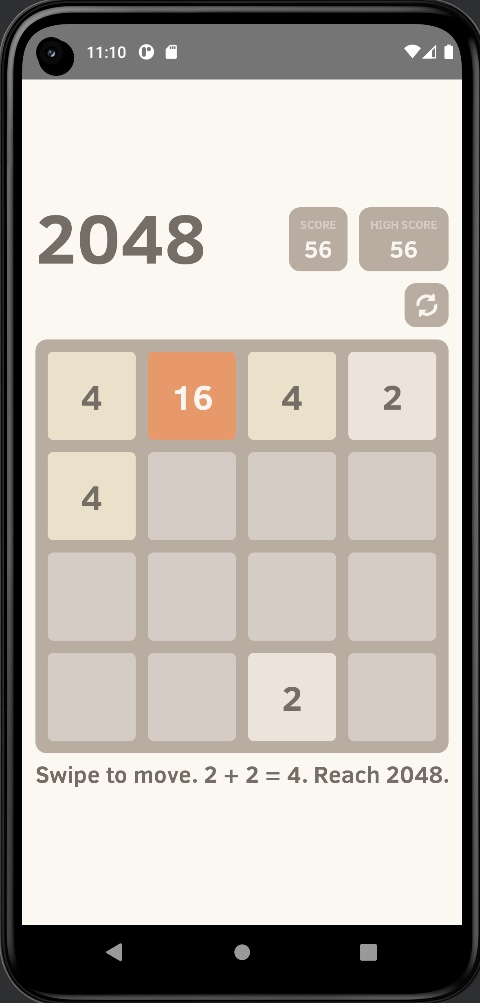 11:10
2048
SCORE
56
HIGH SCORE
56
4 16 4 2
4
2
Swipe to move. 2 + 2 = 4. Reach 2048.